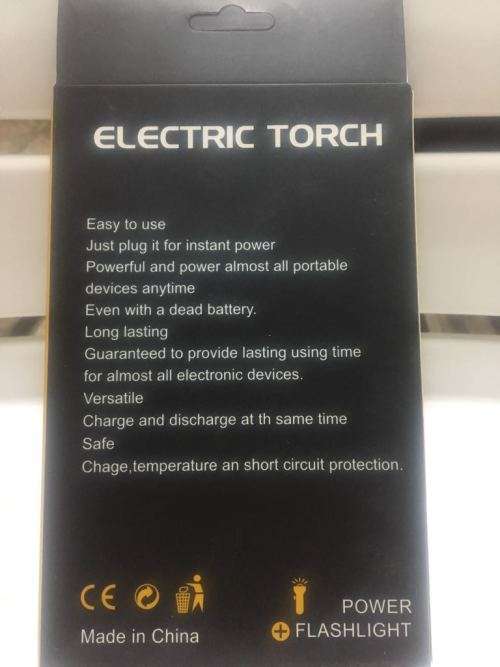 ELECTRIC TORCH
Easy to use
Just plug it for instant power
Powerful and power almost all portable
devices anytime
Even with a dead battery.
Long lasting
Guaranteed to provide lasting using time
for almost all electronic devices.
Versatile
Charge and discharge at th same time
Safe
Chage,temperature an short circuit protection.
CE
Made in China
POWER
FLASHLIGHT